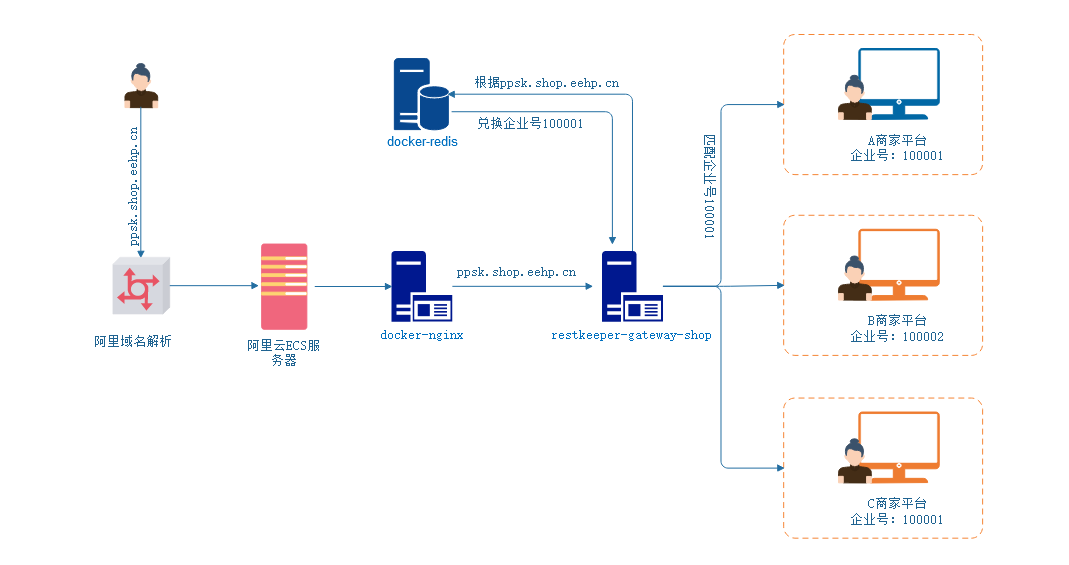 ppsk.shop.eehp.cn
阿里域名解析
阿里云ECS服
务器
根据ppsk.shop.eehp.cn
兑换企业号100001
docker-redis
docker-nginx
ppsk.shop.eehp.cn
restkeeper-gateway-shop
匹配企业号100001
A商家平台
企业号：100001
B商家平台
企业号：100002
C商家平台
企业号：100001